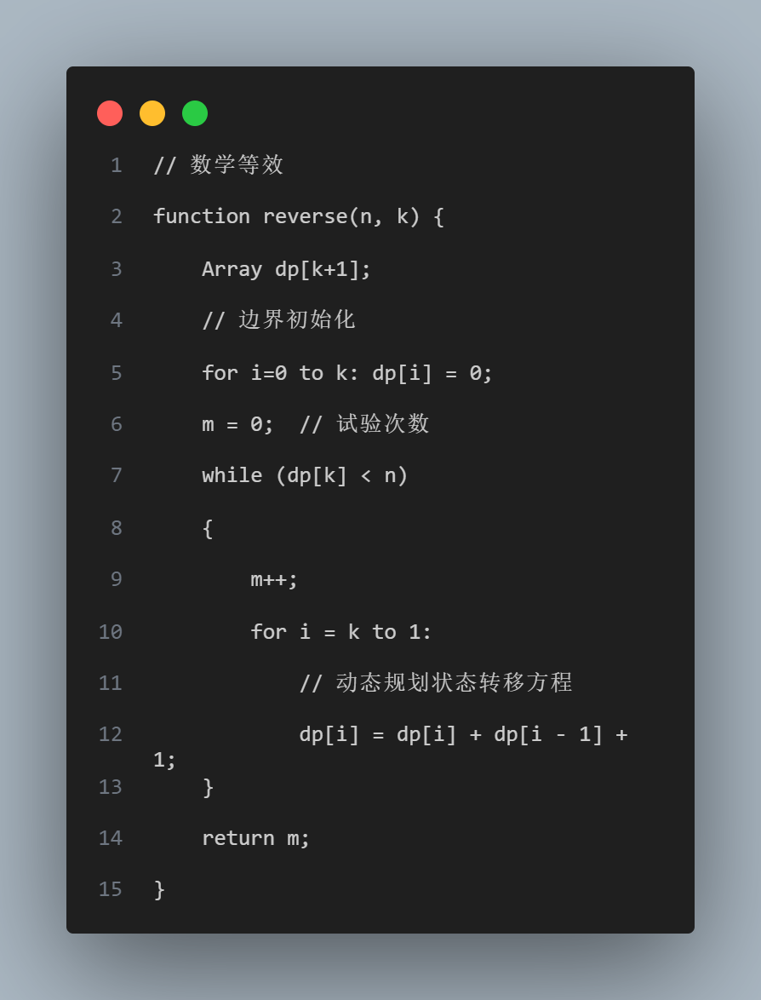 1 // 数学等效
2 function reverse(n, k) {
3     Array dp[k+1];
4     // 边界初始化
5     for i=0 to k: dp[i] = 0;
6     m = 0;  // 试验次数
7     while (dp[k] < n)
8     {
9         m++;
10         for i = k to 1:
11             // 动态规划状态转移方程
12             dp[i] = dp[i] + dp[i - 1] +
1;
13     }
14     return m;
15 }